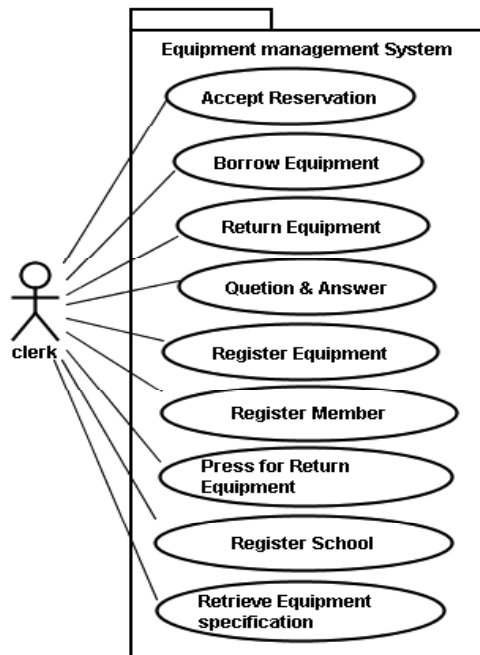 Equipment management System
Accept Reservation
Borrow Equipment
Return Equipment
Quetion & Answer
clerk
Register Equipment
Register Member
Press for Return
Equipment
Register School
Retrieve Equipment
specification